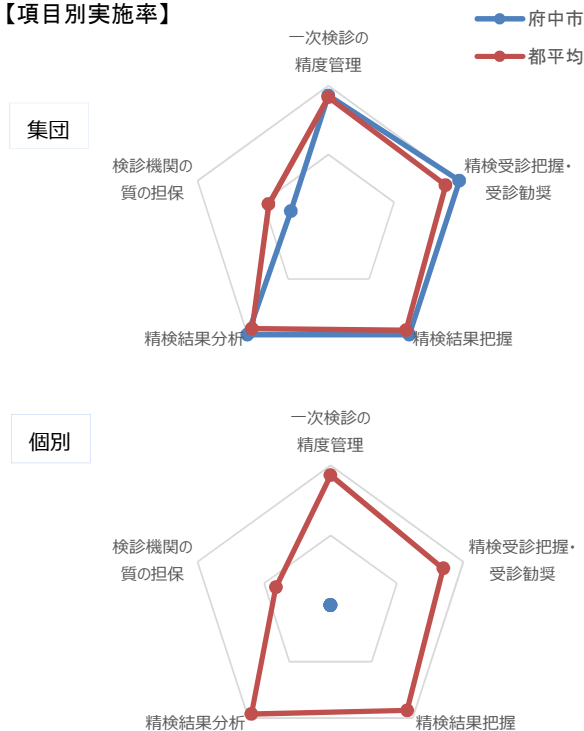 【項目別実施率】
府中市
都平均
集団
一次検診の
精度管理
精検受診把握・
受診勧奨
精検結果把握
精検結果分析
検診機関の
質の担保
個別
一次検診の
精度管理
精検受診把握・
受診勧奨
精検結果把握
精検結果分析
検診機関の
質の担保